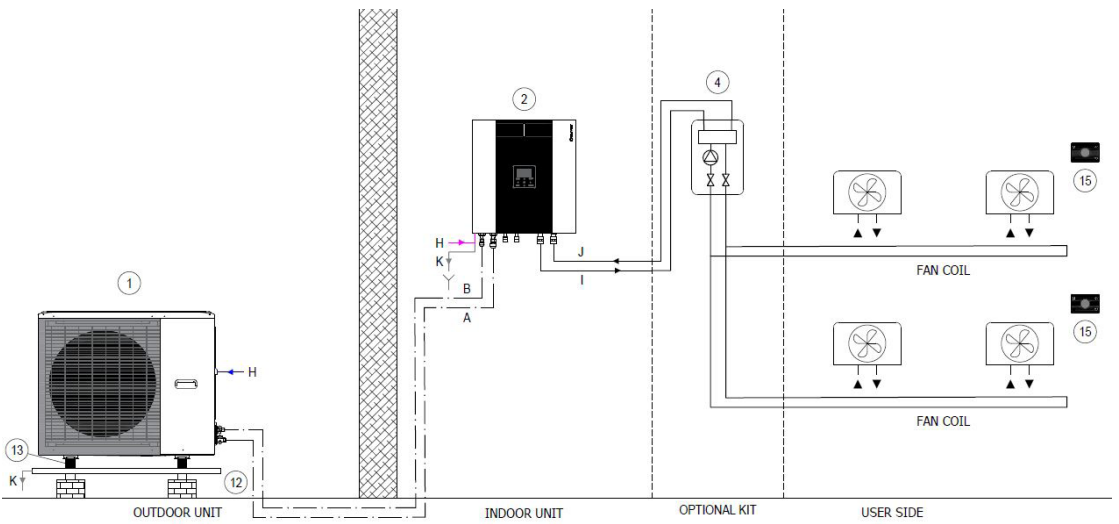 4
2
15
H
J
K
I
FAN COIL
1
B
A
15
H
FAN COIL
13
K
12
OUTDOOR UNIT
INDOOR UNIT
OPTIONAL KIT
USER SIDE